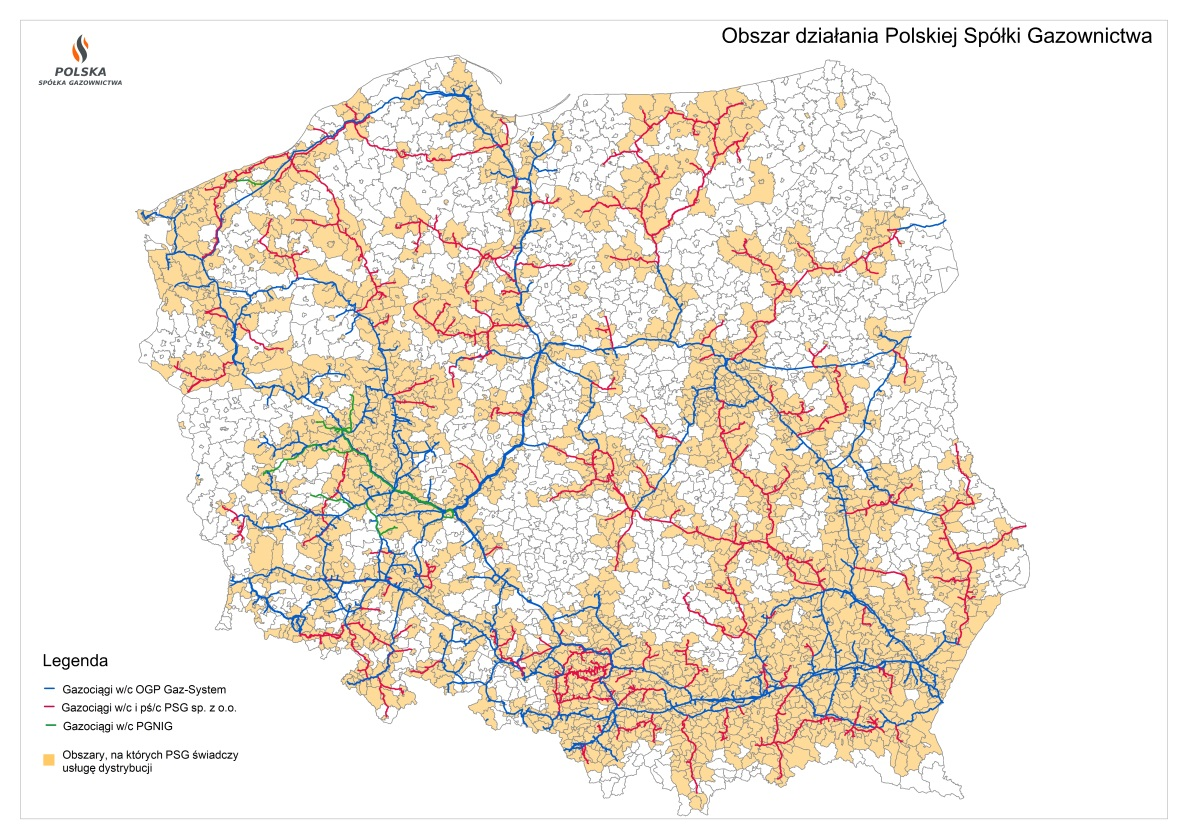 Obszar działania Polskiej Spółki Gazownictwa
POLSKA
SPÓŁKA GAZOWNICTWA
Legenda
Gazociągi w/c OGP Gaz-System
Gazociągi w/c i pś/c PSG sp. z o.o.
Gazociągi w/c PGNIG
Obszary, na których PSG świadczy
usługę dystrybucji